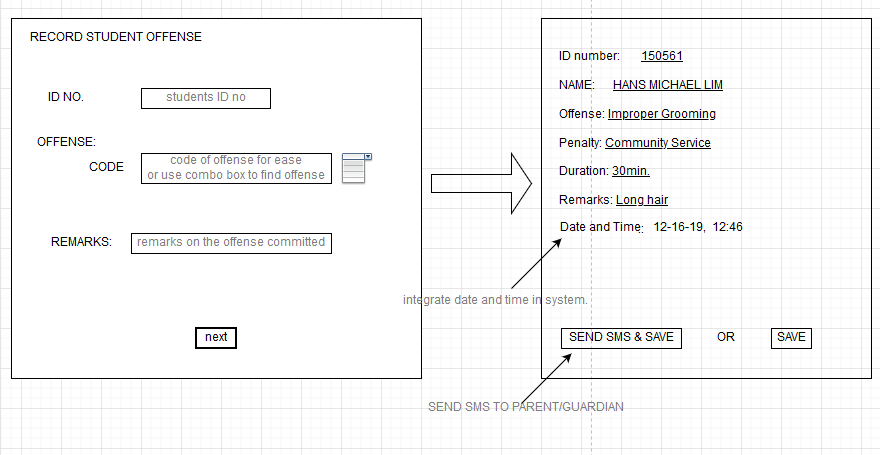 RECORD STUDENT OFFENSE
ID NO.
students ID no
OFFENSE:
CODE
code of offense for ease
or use combo box to find offense
REMARKS:
remarks on the offense committed
next
ID number: 150561
NAME: HANS MICHAEL LIM
Offense: Improper Grooming
Penalty: Community Service
Duration: 30min.
Remarks: Long hair
Date and Time: 12-16-19, 12:46
integrate date and time in system.
SEND SMS & SAVE
OR
SAVE
SEND SMS TO PARENT/GUARDIAN